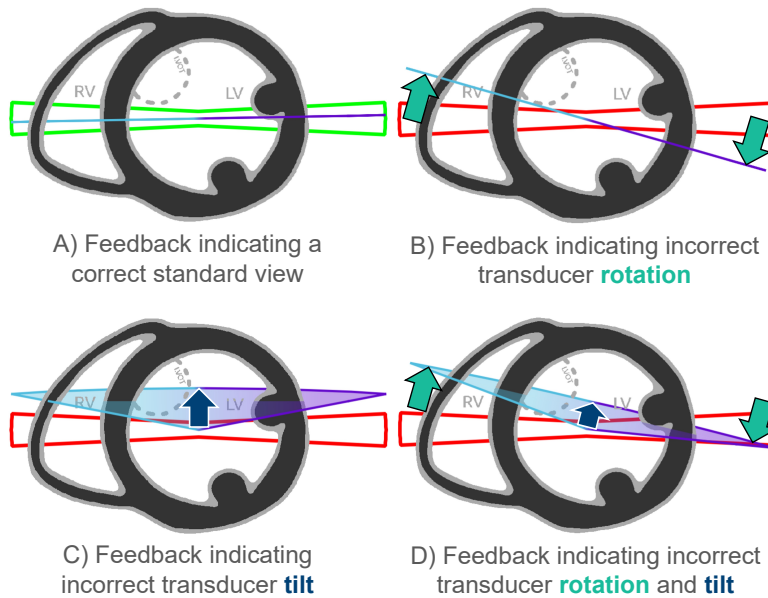 RV
LVOT
LV
RV
LVOT
LV
A) Feedback indicating a
correct standard view
B) Feedback indicating incorrect
transducer rotation
RV
LVOT
LV
RV
LVOT
LV
C) Feedback indicating
incorrect transducer tilt
D) Feedback indicating incorrect
transducer rotation and tilt